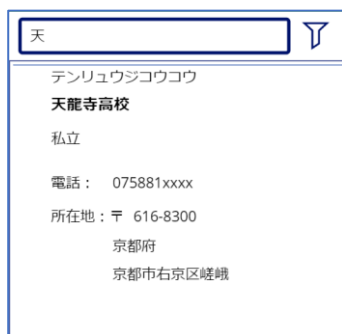 天
テンリュウジコウコウ
天龍寺高校
私立
電話： 075881xxxx
所在地：〒 616-8300
京都府
京都市右京区嵯峨